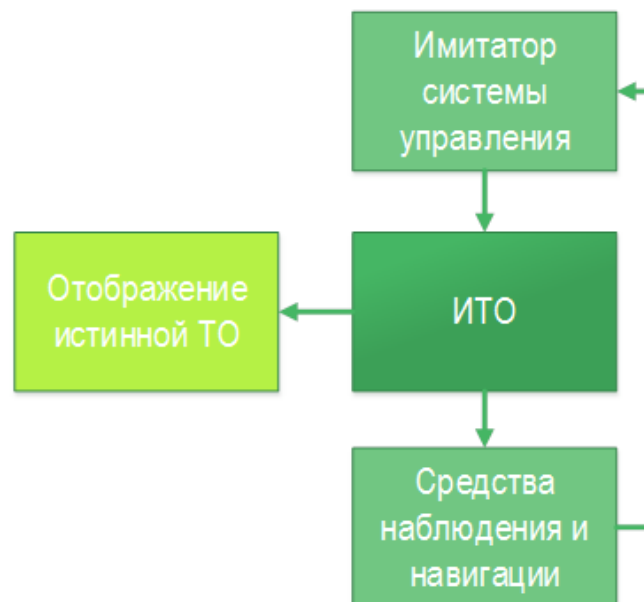 Имитатор
системы
управления
Отображение
истинной ТО
ИТО
Средства
наблюдения и
навигации